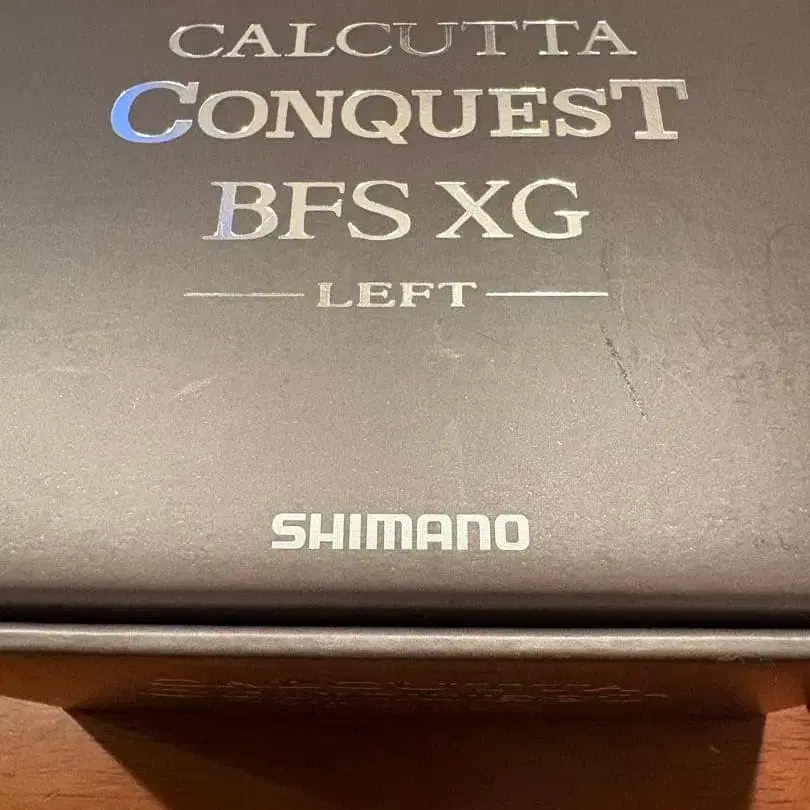 CALCUTTA
CONQUEST
BFS XG
LEFT
SHIMANO